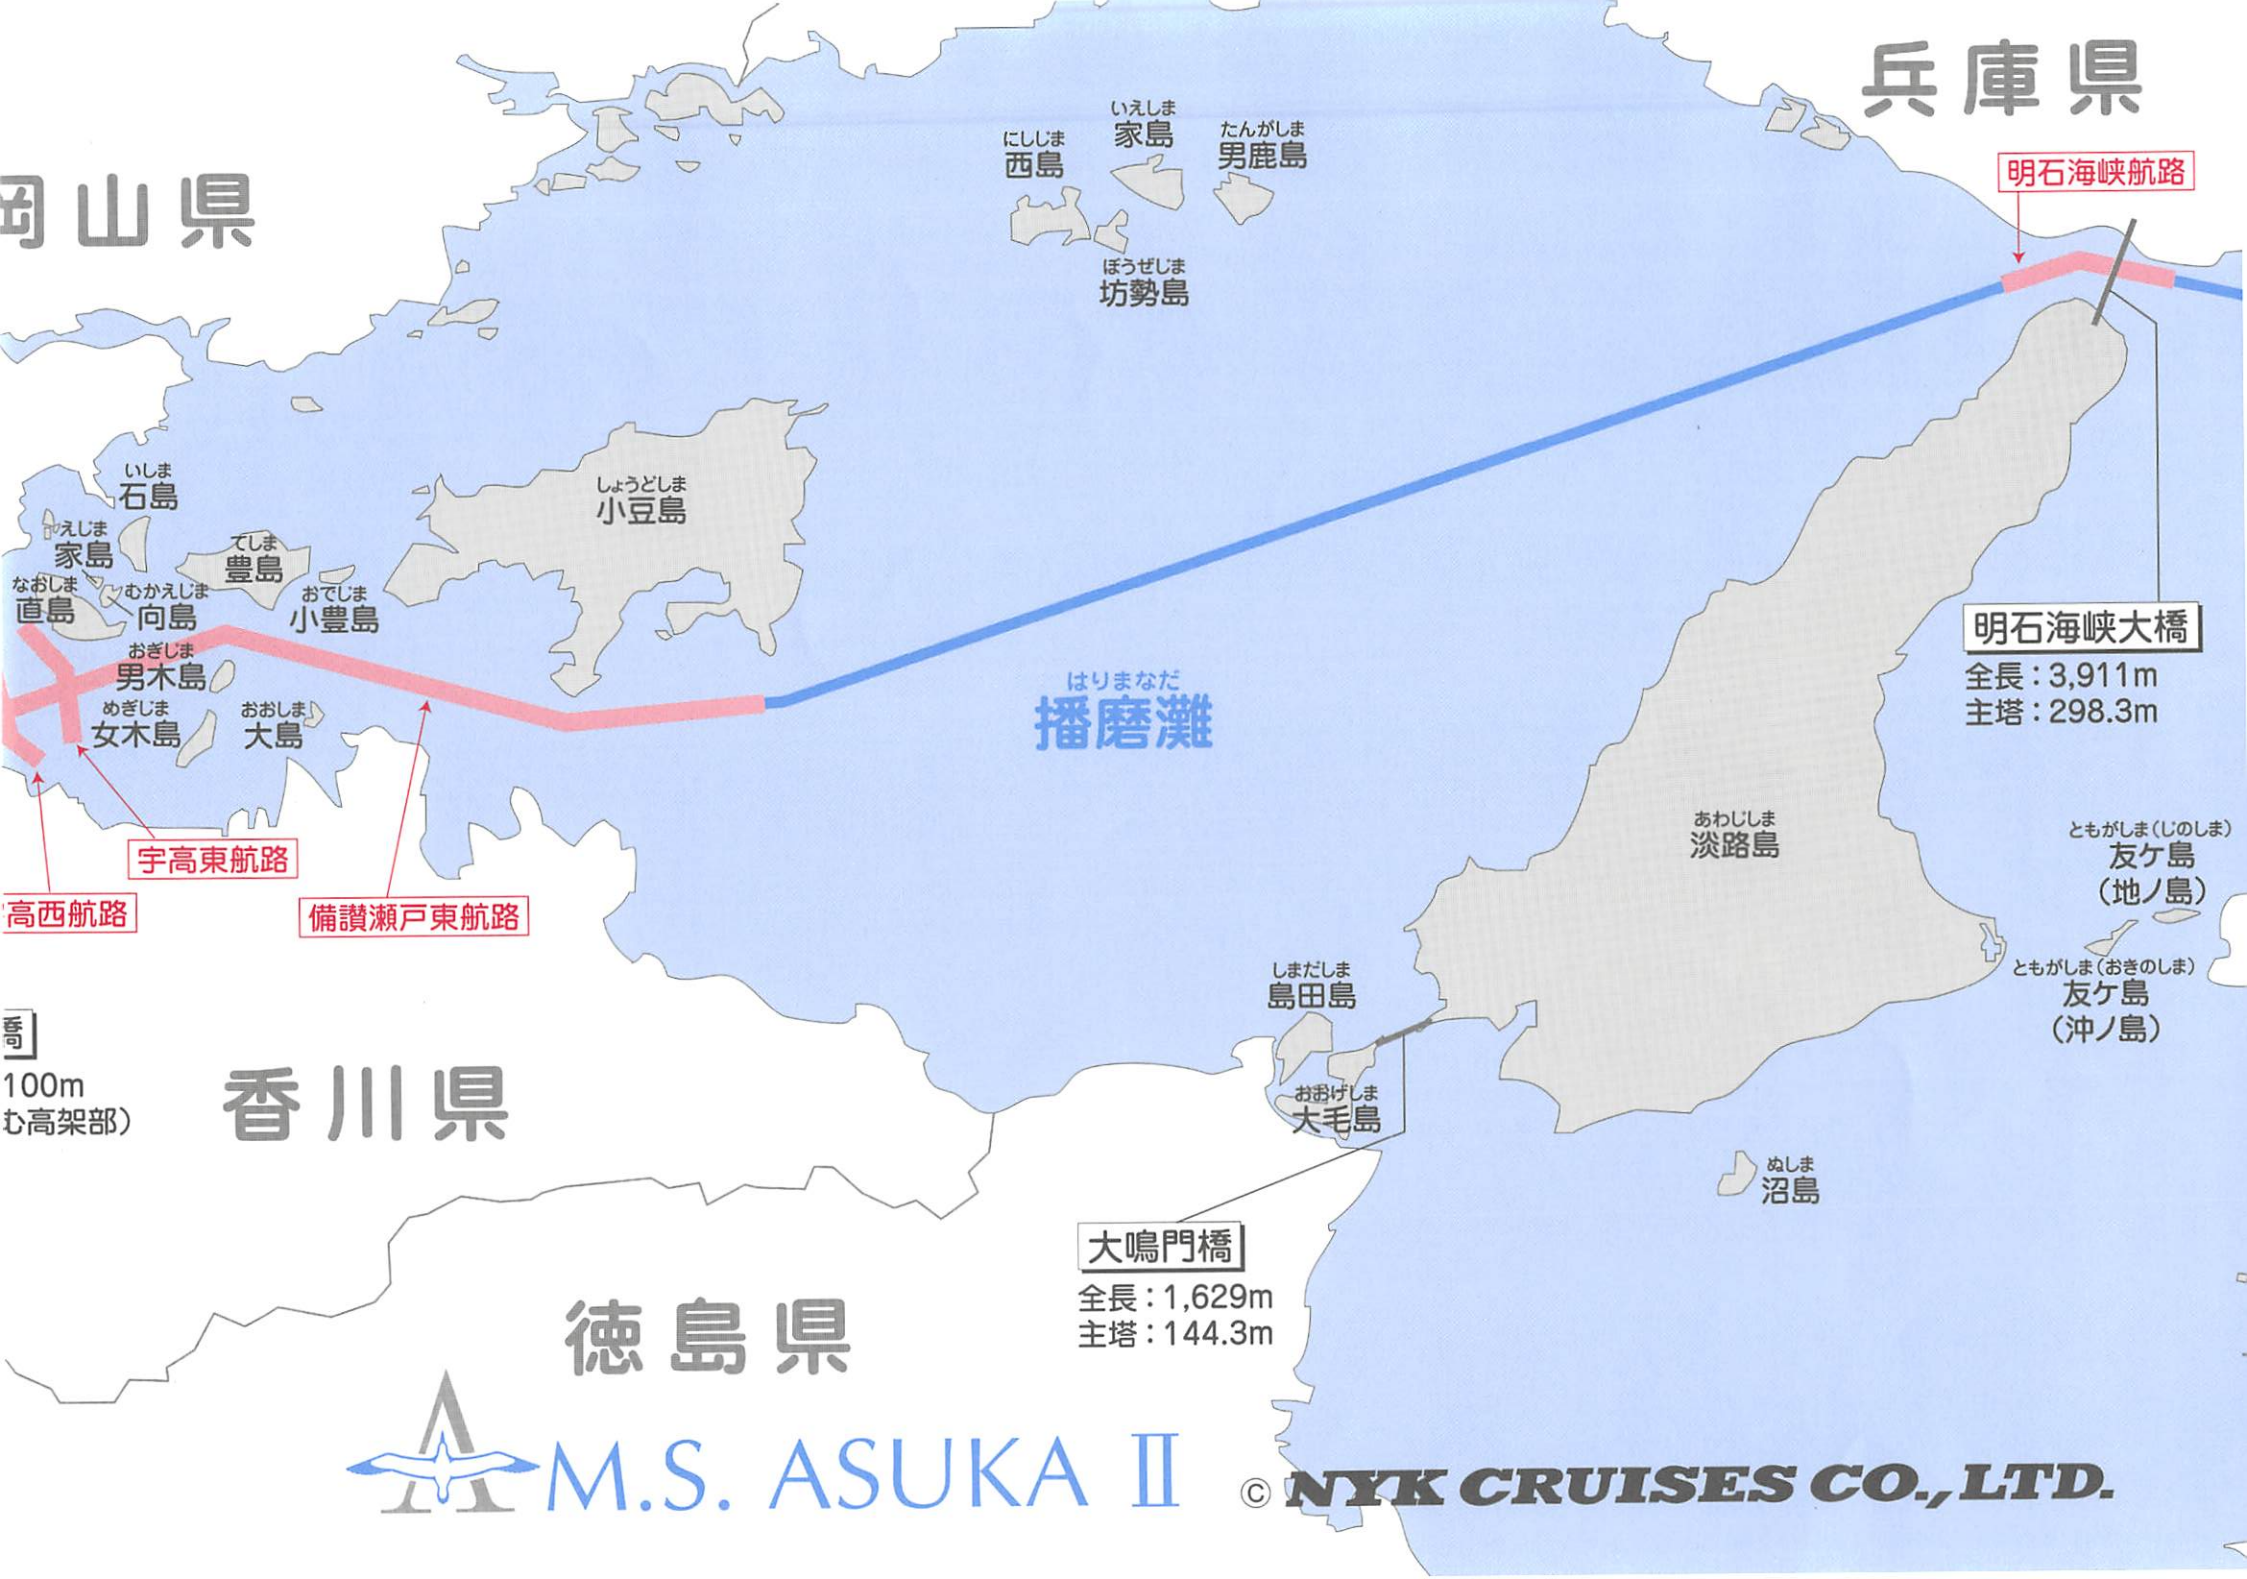 兵庫県
いえしま
家島
にしじま
西島
たんがしま
男鹿島
明石海峡航路
岡山県
ぼうぜじま
坊勢島
いしま
石島
しょうどしま
小豆島
えじま
家島
てしま
豊島
なおしま
直島
むかえじま
向島
おでじま
小豊島
明石海峡大橋
全長:3,911m
主塔:298.3m
おぎじま
男木島
はりまなだ
播磨灘
めぎじま
女木島
おおしま
大島
あわじしま
淡路島
ともがしま(じのしま)
友ケ島
(地ノ島)
宇高東航路
高西航路
備讃瀬戸東航路
しまだしま
島田島
ともがしま(おきのしま)
友ケ島
(沖ノ島)
橋
100m
む高架部)
香川県
おおげしま
大毛島
ぬしま
沼島
大鳴門橋
全長:1,629m
主塔:144.3m
徳島県
M.S. ASUKA II
© NYK CRUISES CO., LTD.